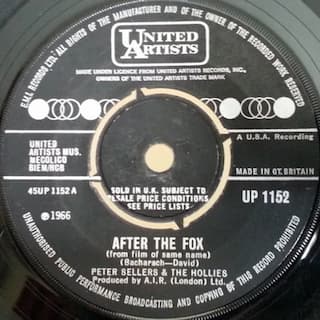 E.M.I. RECORDS LTD. ALL RIGHTS OF THE MANUFACTURER AND OF THE OWNER OF THE RECORDED WORK RESERVED
UNITED
ARTISTS
MADE UNDER LICENCE FROM UNITED ARTISTS RECORDS, INC.,
OWNERS OF THE UNITED ARTISTS TRADE MARK
A U.S.A. Recording
UNITED
ARTISTS MUS.
MECOLICO
BIEM/NCB
MADE IN GT. BRITAIN
45UP 1152 A
SOLD IN U.K. SUBJECT TO
RESALE PRICE CONDITIONS,
SEE PRICE LISTS
UP 1152
℗1966
AFTER THE FOX
(from film of same name)
(Bacharach—David)
PETER SELLERS & THE HOLLIES
Produced by A.I.R. (London) Ltd.
UNAUTHORISED PUBLIC PERFORMANCE BROADCASTING AND COPYING OF THIS RECORD PROHIBITED